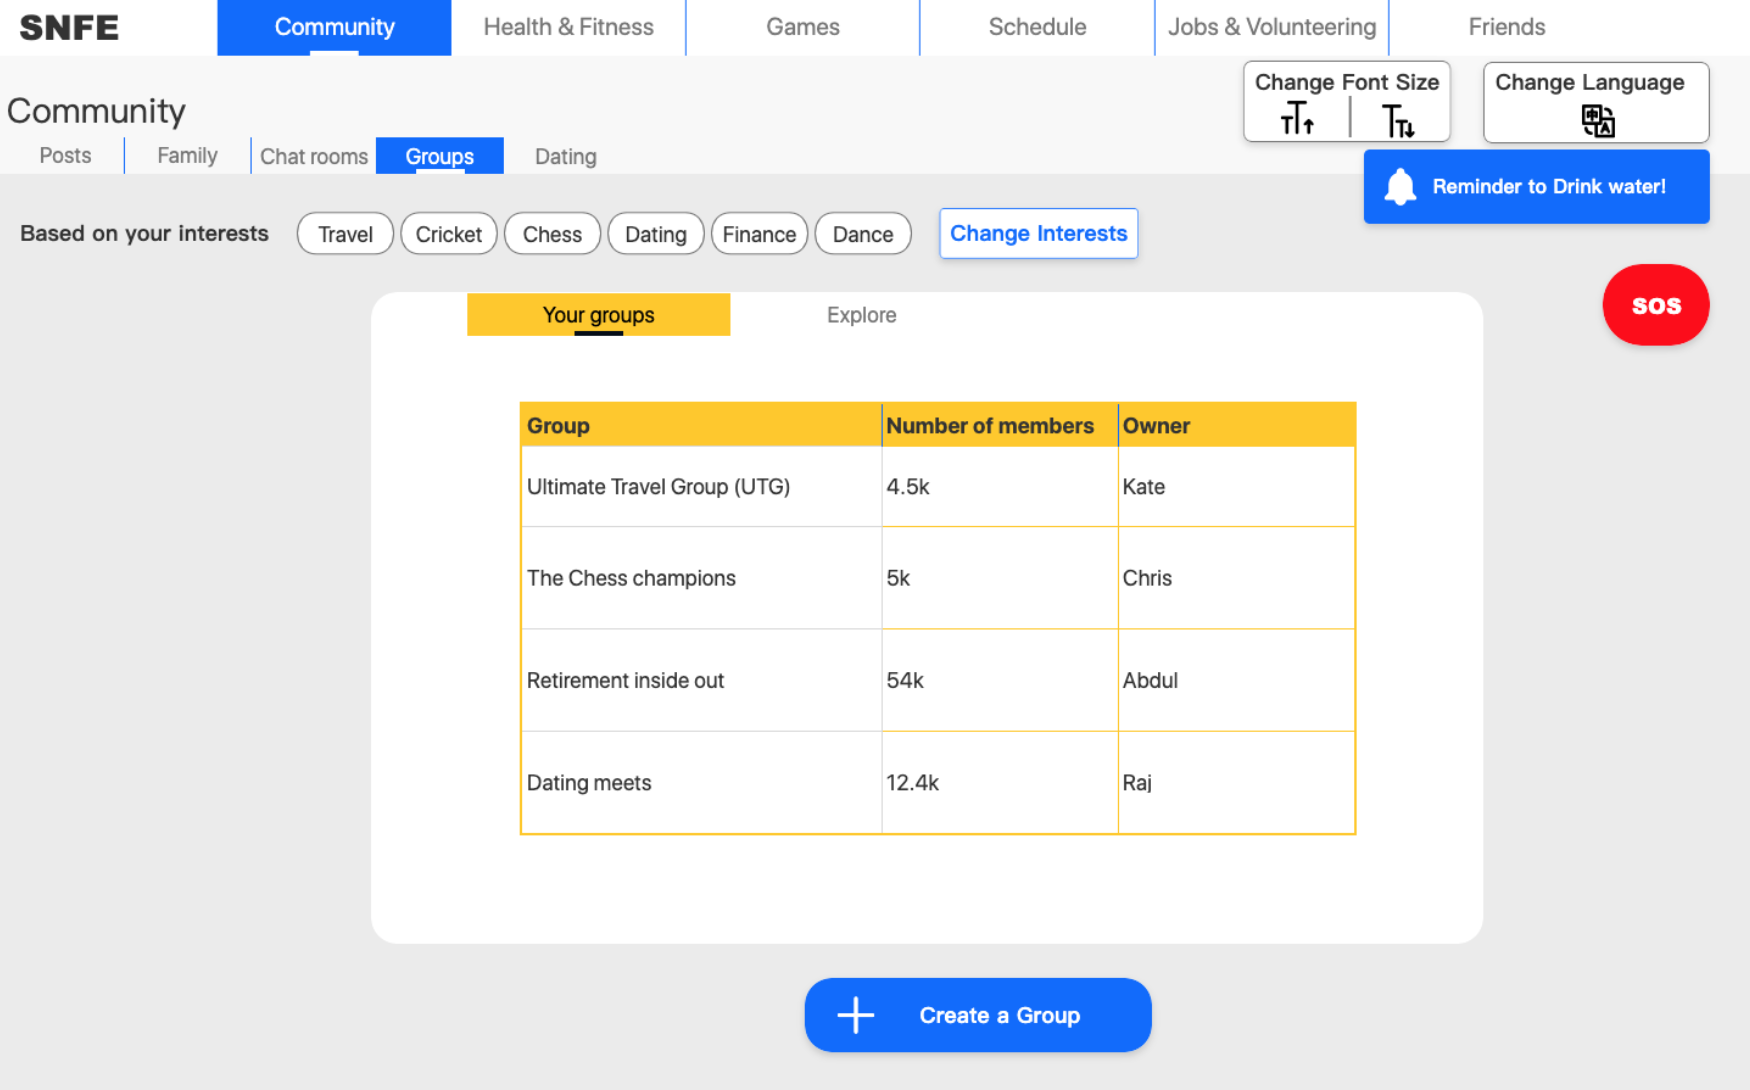 SNFE
Community
Health & Fitness
Games
Schedule
Jobs & Volunteering
Friends
Community
Change Font Size
Change Language
Posts
Family
Chat rooms
Groups
Dating
Reminder to Drink water!
Based on your interests
Travel
Cricket
Chess
Dating
Finance
Dance
Change Interests
SOS
Your groups
Explore
Group Number of members Owner
Ultimate Travel Group (UTG) 4.5k Kate
The Chess champions 5k Chris
Retirement inside out 54k Abdul
Dating meets 12.4k Raj
Create a Group